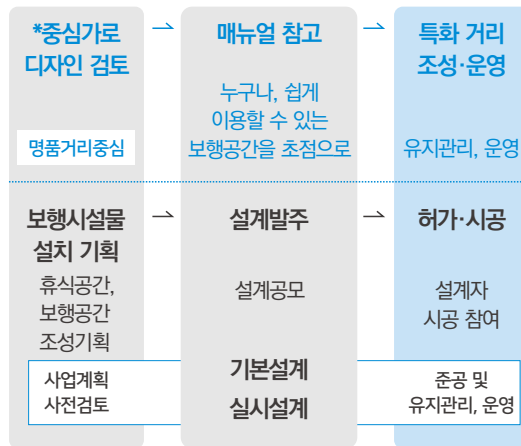 *중심가로
디자인 검토
명품거리중심
→
매뉴얼 참고
누구나, 쉽게
이용할 수 있는
보행공간을 초점으로
→
특화 거리
조성·운영
유지관리, 운영
보행시설물
설치 기획
휴식공간,
보행공간
조성기획
사업계획
사전검토
→
설계발주
설계공모
기본설계
실시설계
→
허가·시공
설계자
시공 참여
준공 및
유지관리, 운영